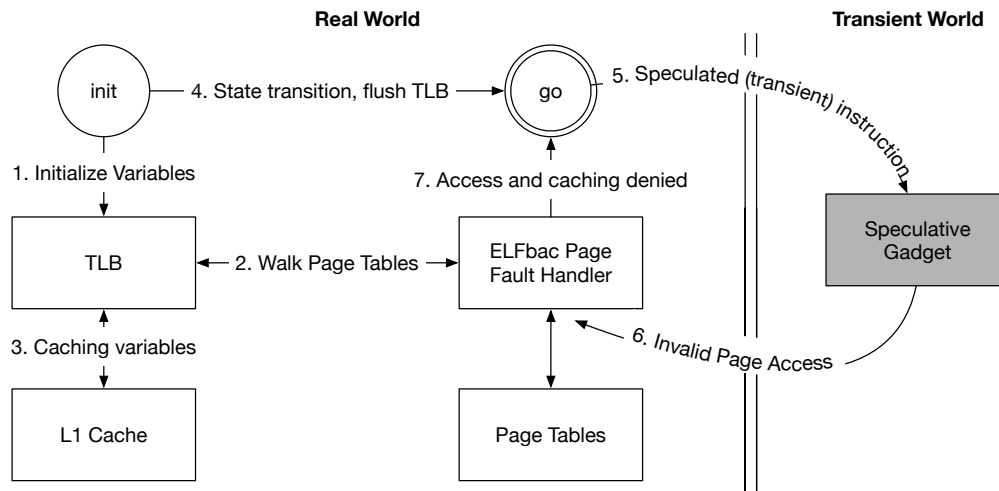 Real World
Transient World
init
4. State transition, flush TLB
go
5. Speculated (transient) instruction
1. Initialize Variables
7. Access and caching denied
TLB
2. Walk Page Tables
ELFbac Page
Fault Handler
Speculative
Gadget
3. Caching variables
6. Invalid Page Access
L1 Cache
Page Tables